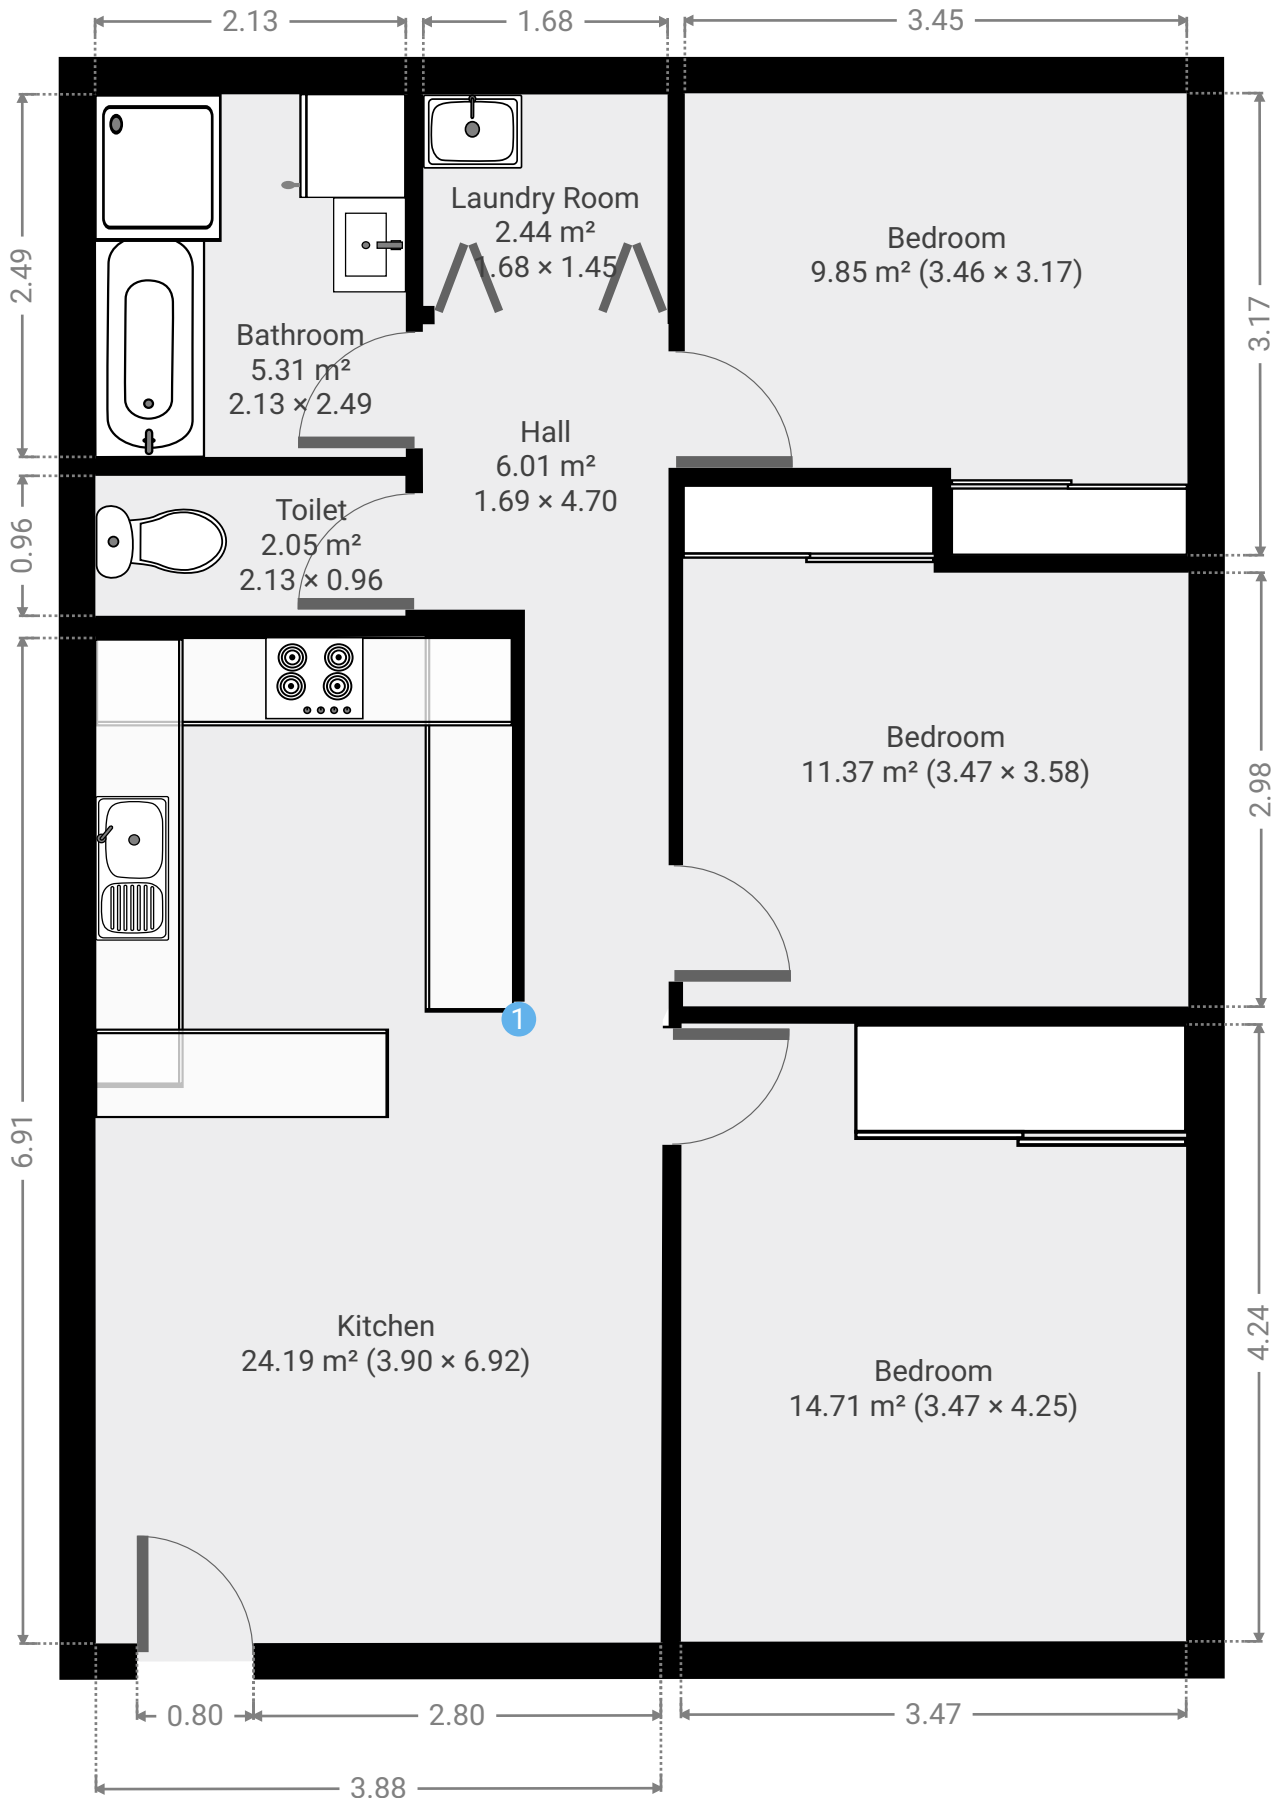 2.13
1.68
3.45
Laundry Room
2.44 m²
1.68 × 1.45
Bedroom
9.85 m² (3.46 × 3.17)
2.49
3.17
Bathroom
5.31 m²
2.13 × 2.49
Hall
6.01 m²
1.69 × 4.70
Toilet
2.05 m²
2.13 × 0.96
0.96
Bedroom
11.37 m² (3.47 × 3.58)
2.98
1
6.91
Kitchen
24.19 m² (3.90 × 6.92)
Bedroom
14.71 m² (3.47 × 4.25)
4.24
0.80
2.80
3.47
3.88